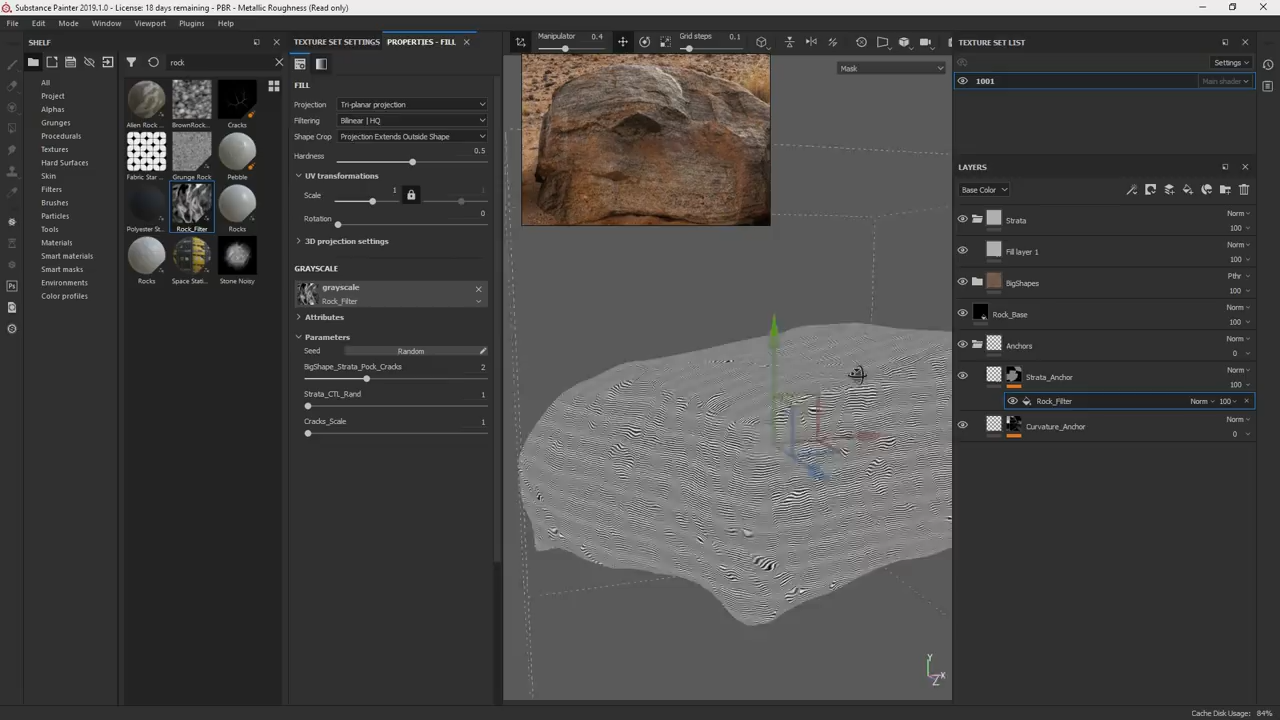 Substance Painter 2019.1.0 - License: 18 days remaining - PBR - Metallic Roughness (Read only)
File Edit Mode Window Viewport Plugins Help
SHELF
rock
All
Project
Alphas
Grunges
Procedurals
Textures
Hard Surfaces
Skin
Filters
Brushes
Particles
Tools
Materials
Smart materials
Smart masks
Environments
Color profiles
Alien Rock ... BrownRock... Cracks
Fabric Star ... Grunge Rock Pebble
Polyester St... Rock_Filter Rocks
Rocks Space Stati... Stone Noisy
TEXTURE SET SETTINGS PROPERTIES - FILL
FILL
Projection Tri-planar projection
Filtering Bilinear | HQ
Shape Crop Projection Extends Outside Shape
Hardness 0.5
UV transformations
Scale 1
Rotation 0
3D projection settings
GRAYSCALE
grayscale
Rock_Filter
Attributes
Parameters
Seed Random
BigShape_Strata_Pock_Cracks 2
Strata_CTL_Rand 1
Cracks_Scale 1
Manipulator 0.4 Grid steps 0.1
Mask
Y
X
Z
TEXTURE SET LIST
Settings
1001 Main shader
LAYERS
Base Color
Strata Norm 100
Fill layer 1 Norm 100
BigShapes Pthr 100
Rock_Base Norm 100
Anchors Norm 0
Strata_Anchor Norm 100
Rock_Filter Norm 100
Curvature_Anchor Norm 0
Cache Disk Usage: 84%